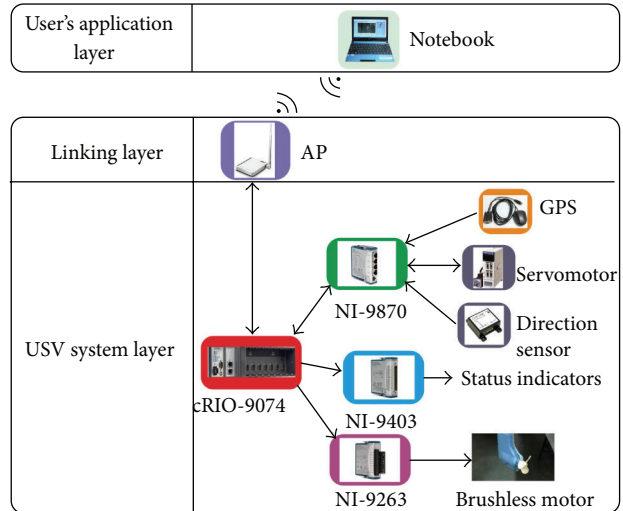 User's application
layer
Notebook
Linking layer
AP
GPS
Servomotor
NI-9870
Direction
sensor
USV system layer
cRIO-9074
Status indicators
NI-9403
NI-9263
Brushless motor